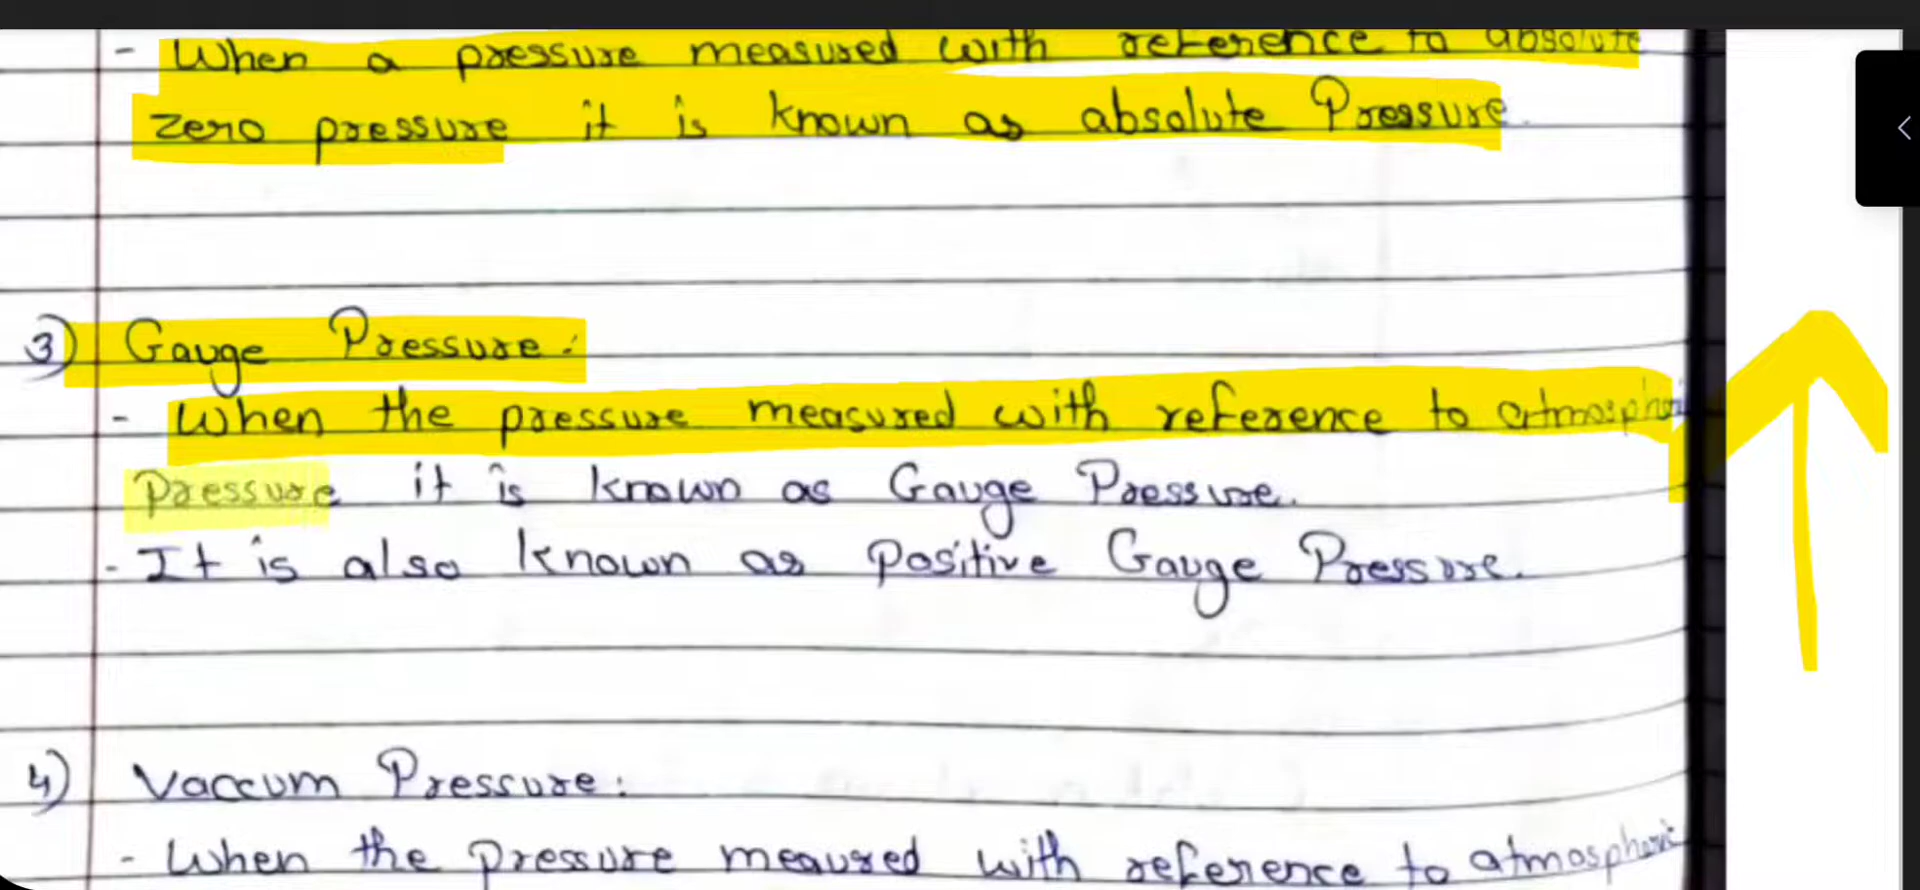 - When a pressure measured with reference to absolute
zero pressure it is known as absolute Pressure.
3) Gauge Pressure:
- When the pressure measured with reference to atmospheri
Pressure it is known as Gauge Pressure.
- It is also known as Positive Gauge Pressure.
4) Vaccum Pressure:
- When the pressure meaured with reference to atmospheric